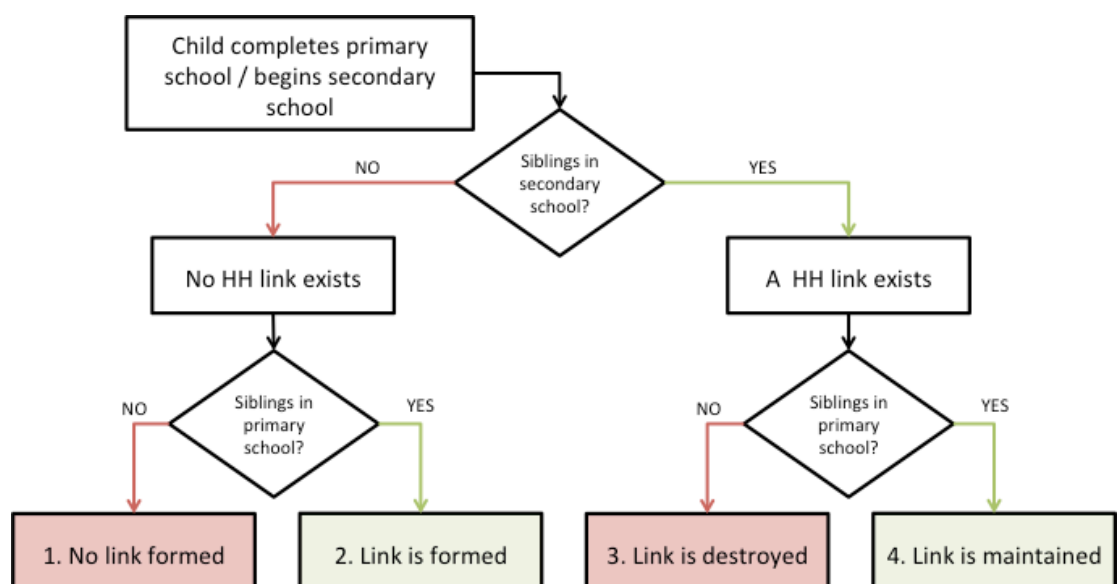 Child completes primary
school / begins secondary
school
Siblings in
secondary
school?
NO
YES
No HH link exists
A HH link exists
Siblings in
primary
school?
NO
YES
Siblings in
primary
school?
NO
YES
1. No link formed
2. Link is formed
3. Link is destroyed
4. Link is maintained